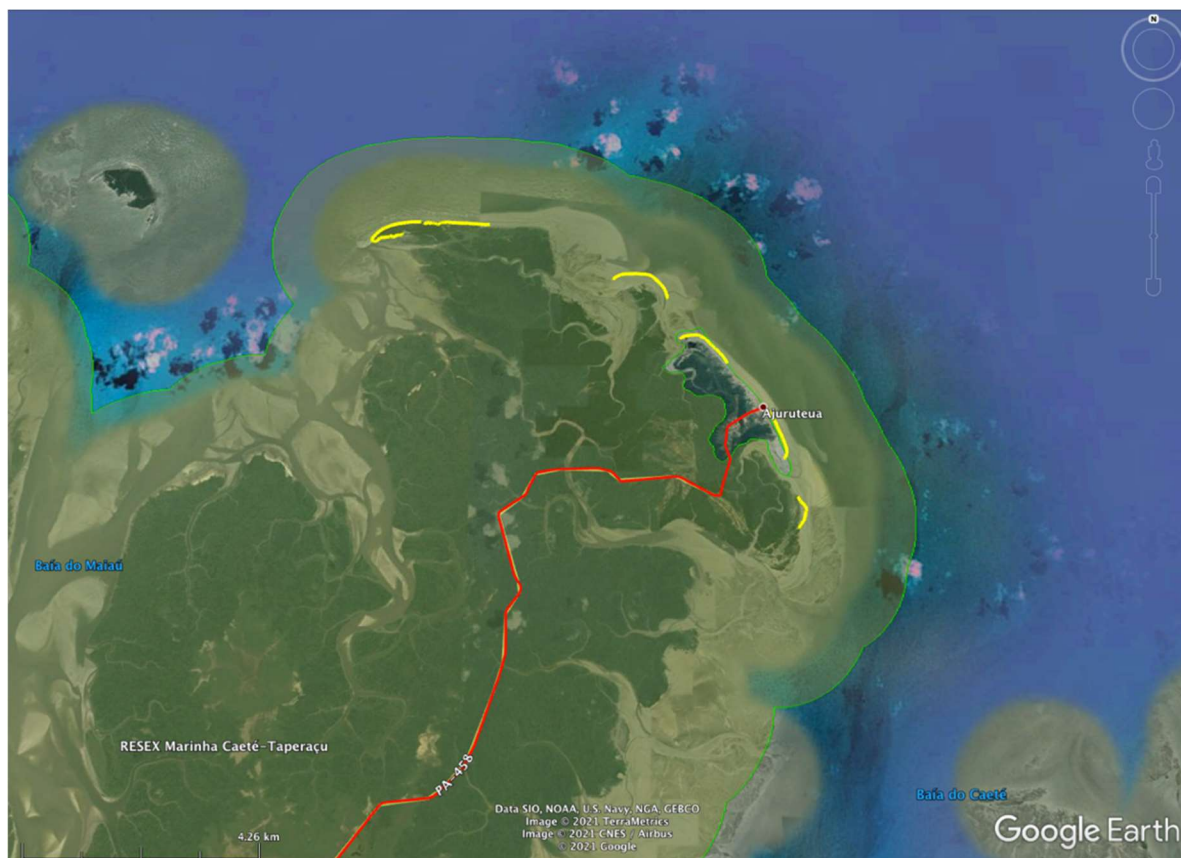 N
Ajuruteua
Baía do Maiaú
RESEX Marinha Caeté-Taperaçu
PA-458
Baía do Caeté
Data SIO, NOAA, U.S. Navy, NGA, GEBCO
Image © 2021 TerraMetrics
Image © 2021 CNES / Airbus
© 2021 Google
4.26 km
Google Earth